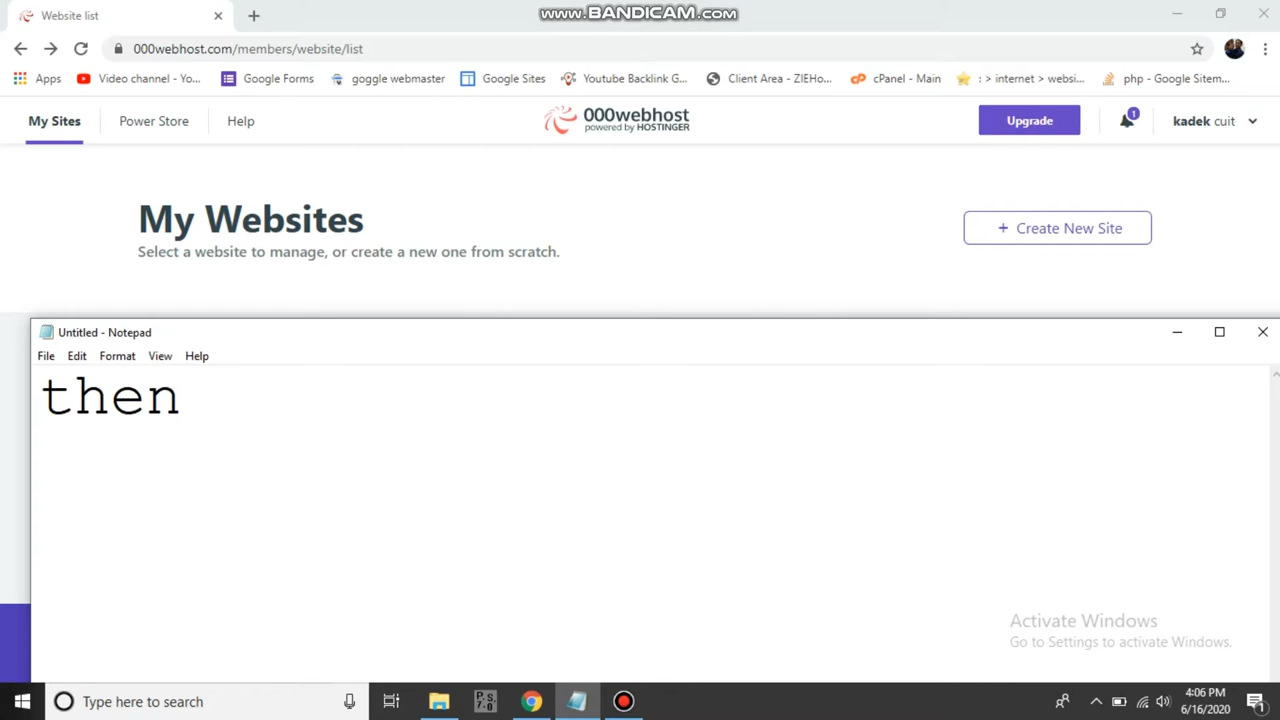 Website list
www.BANDICAM.com
000webhost.com/members/website/list
Apps Video channel - Yo... Google Forms goggle webmaster Google Sites Youtube Backlink G... Client Area - ZIEHo... cPanel - Main : > internet > websi... php - Google Sitem...
My Sites Power Store Help 000webhost Upgrade 1 kadek cuit
powered by HOSTINGER
My Websites
+ Create New Site
Select a website to manage, or create a new one from scratch.
Untitled - Notepad
File Edit Format View Help
then
Activate Windows
Go to Settings to activate Windows.
Type here to search
4:06 PM
6/16/2020
1